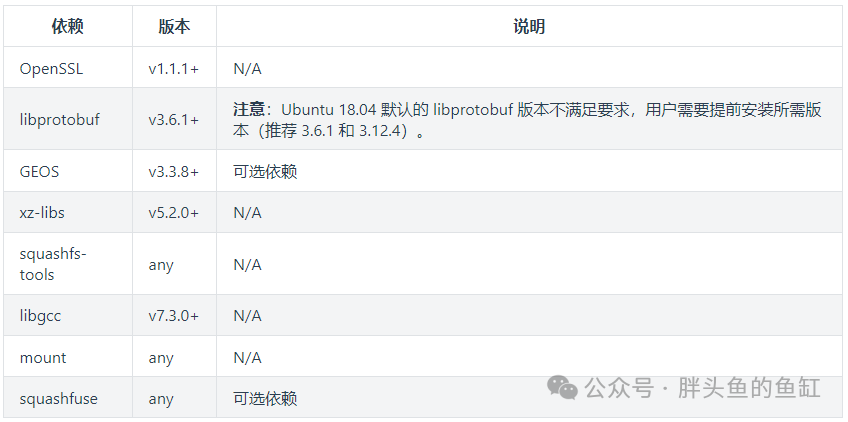 依赖 版本 说明
OpenSSL v1.1.1+ N/A
libprotobuf v3.6.1+ 注意：Ubuntu 18.04 默认的 libprotobuf 版本不满足要求，用户需要提前安装所需版
本（推荐 3.6.1 和 3.12.4）。
GEOS v3.3.8+ 可选依赖
xz-libs v5.2.0+ N/A
squashfs-
tools any N/A
libgcc v7.3.0+ N/A
mount any N/A
squashfuse any 可选依赖
公众号 · 胖头鱼的鱼缸